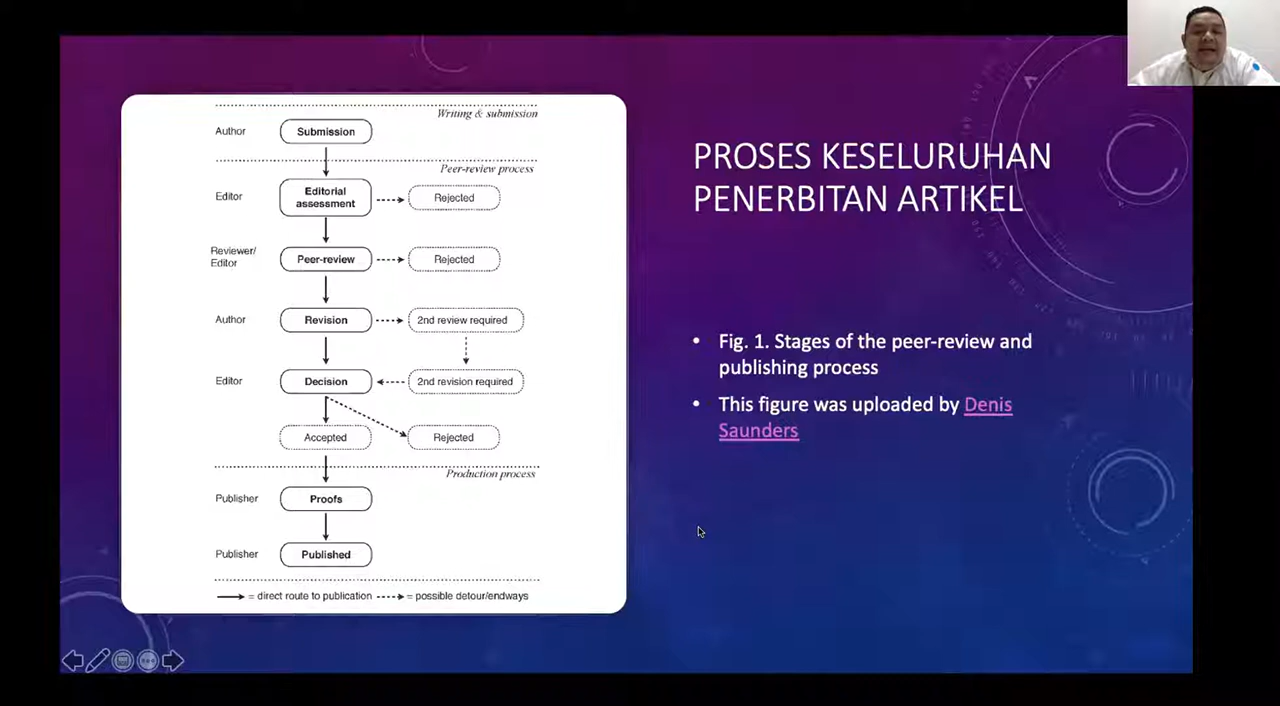 Writing & submission
Author
Submission
Peer-review process
Editor
Editorial
assessment
Rejected
Reviewer/
Editor
Peer-review
Rejected
Author
Revision
2nd review required
Editor
Decision
2nd revision required
Accepted
Rejected
Production process
Publisher
Proofs
Publisher
Published
= direct route to publication
= possible detour/endways
PROSES KESELURUHAN
PENERBITAN ARTIKEL
• Fig. 1. Stages of the peer-review and
publishing process
• This figure was uploaded by Denis
Saunders